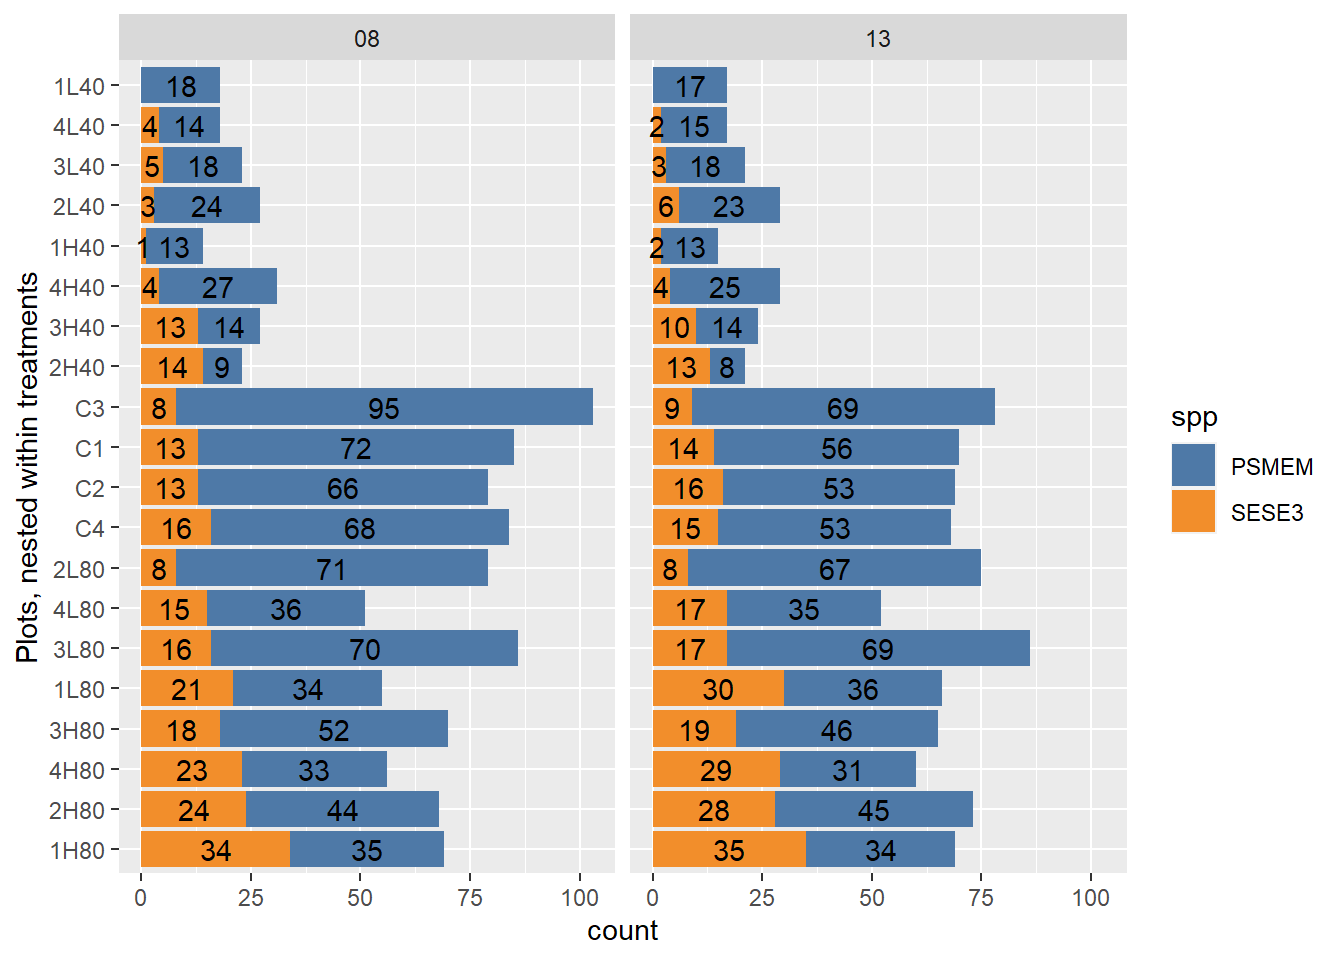 08 13
1L40 18 17
4L40 4 14 2 15
3L40 5 18 3 18
2L40 3 24 6 23
1H40 1 13 2 13
4H40 4 27 4 25
3H40 13 14 10 14
2H40 14 9 13 8
C3 8 95 9 69
C1 13 72 14 56
C2 13 66 16 53
C4 16 68 15 53
2L80 8 71 8 67
4L80 15 36 17 35
3L80 16 70 17 69
1L80 21 34 30 36
3H80 18 52 19 46
4H80 23 33 29 31
2H80 24 44 28 45
1H80 34 35 35 34
0 25 50 75 100 0 25 50 75 100
count
Plots, nested within treatments
spp
PSMEM
SESE3